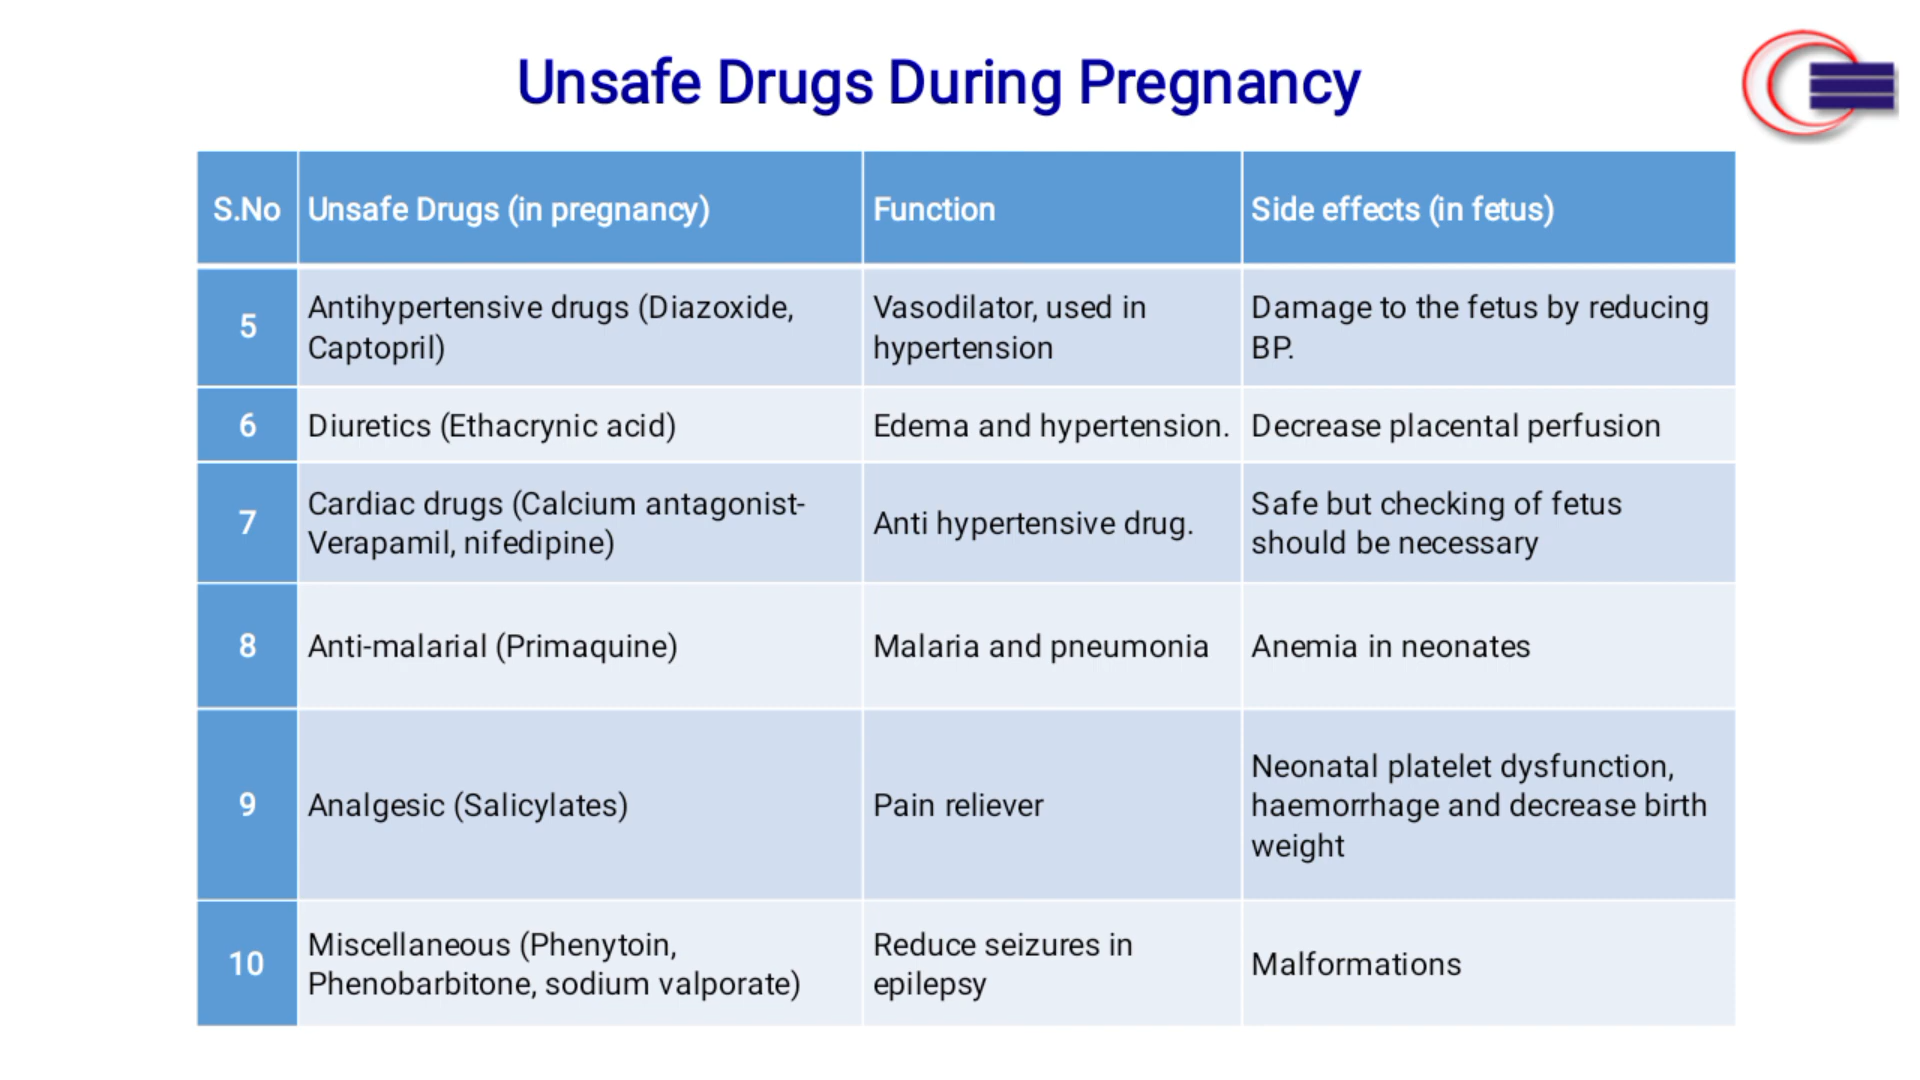 Unsafe Drugs During Pregnancy
S.No Unsafe Drugs (in pregnancy) Function Side effects (in fetus)
5 Antihypertensive drugs (Diazoxide, Captopril) Vasodilator, used in hypertension Damage to the fetus by reducing BP.
6 Diuretics (Ethacrynic acid) Edema and hypertension. Decrease placental perfusion
7 Cardiac drugs (Calcium antagonist- Verapamil, nifedipine) Anti hypertensive drug. Safe but checking of fetus should be necessary
8 Anti-malarial (Primaquine) Malaria and pneumonia Anemia in neonates
9 Analgesic (Salicylates) Pain reliever Neonatal platelet dysfunction, haemorrhage and decrease birth weight
10 Miscellaneous (Phenytoin, Phenobarbitone, sodium valporate) Reduce seizures in epilepsy Malformations